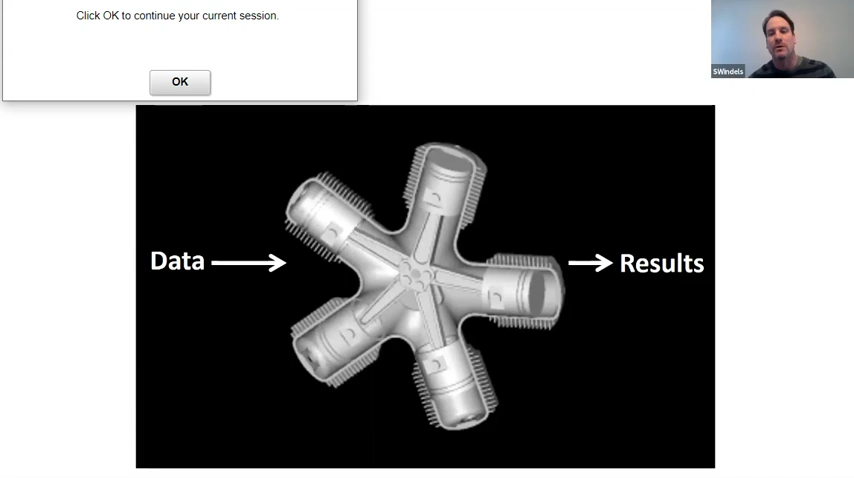 Click OK to continue your current session.
OK
SWindels
Data
Results